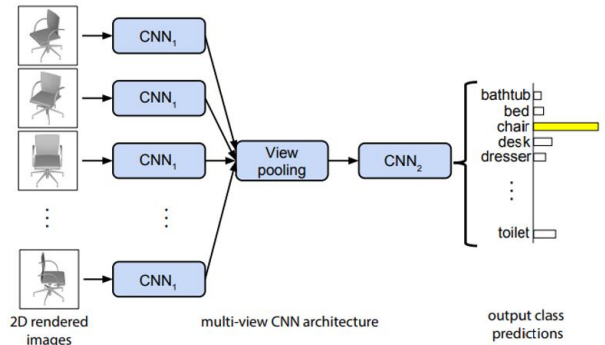 CNN1
CNN1
CNN1
CNN1
View
pooling
CNN2
bathtub
bed
chair
desk
dresser
toilet
2D rendered
images
multi-view CNN architecture
output class
predictions